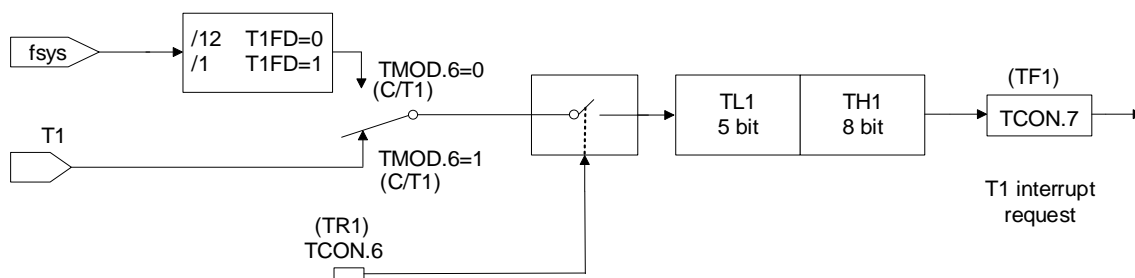 fsys
/12 T1FD=0
/1 T1FD=1
TMOD.6=0
(C/T1)
T1
TMOD.6=1
(C/T1)
(TR1)
TCON.6
TL1
5 bit
TH1
8 bit
(TF1)
TCON.7
T1 interrupt
request